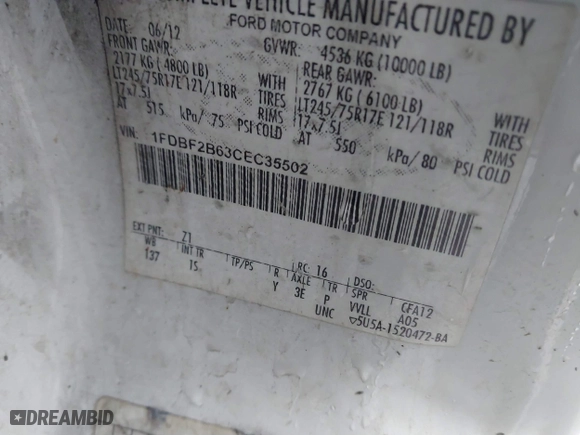 VEHICLE MANUFACTURED BY
FORD MOTOR COMPANY
DATE: 06/12 GVWR: 4536 KG (10000 LB)
FRONT GAWR: REAR GAWR:
2177 KG (4800 LB) WITH 2767 KG (6100 LB) WITH
LT245/75R17E 121/118R TIRES LT245/75R17E 121/118R TIRES
17x7.5J RIMS 17x7.5J RIMS
AT 515 kPa/ 75 PSI COLD AT 550 kPa/ 80 PSI COLD
VIN: 1FDBF2B63CEC35502
EXT PNT: Z1 RC: 16 DSO:
WB INT TR TP/PS R AXLE TR SPR CFA12
137 IS Y 3E P VVLL A05
UNC ▽5U5A-1520472-BA
DREAMBID